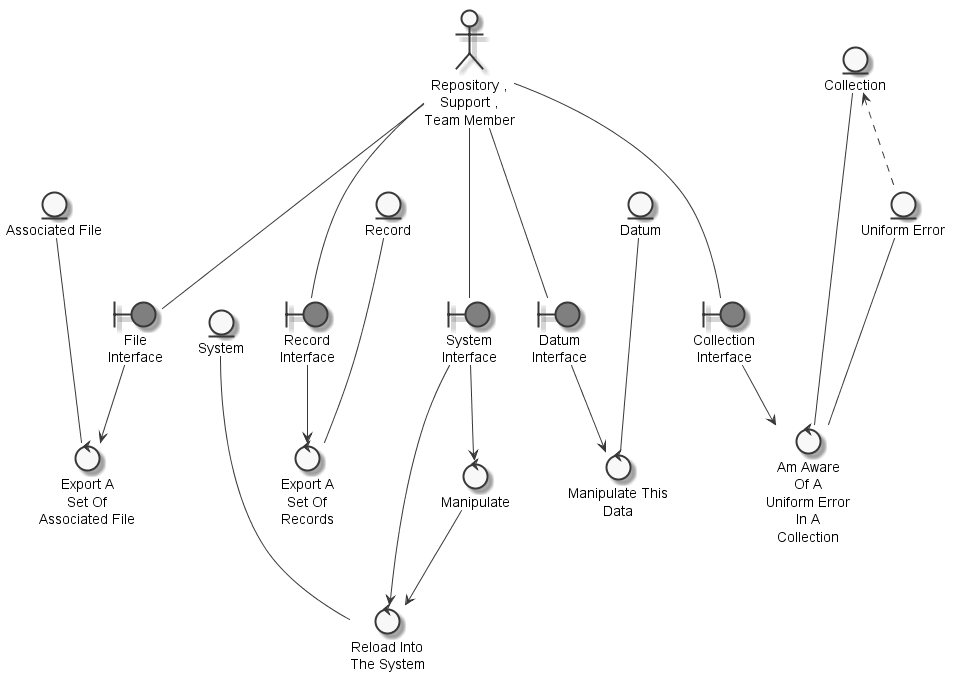 Repository ,
Support ,
Team Member
Collection
Associated File
Record
Datum
Uniform Error
File
Interface
System
Record
Interface
System
Interface
Datum
Interface
Collection
Interface
Export A
Set Of
Associated File
Export A
Set Of
Records
Manipulate
Manipulate This
Data
Am Aware
Of A
Uniform Error
In A
Collection
Reload Into
The System